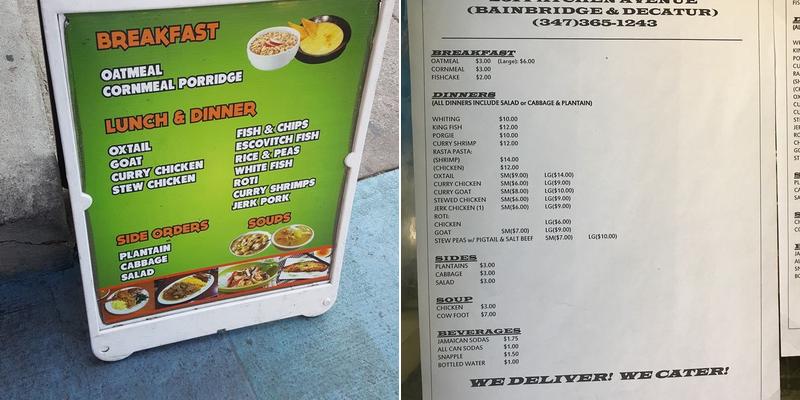 BREAKFAST
OATMEAL
CORNMEAL PORRIDGE
LUNCH & DINNER
OXTAIL
GOAT
CURRY CHICKEN
STEW CHICKEN
FISH & CHIPS
ESCOVITCH FISH
RICE & PEAS
WHITE FISH
ROTI
CURRY SHRIMPS
JERK PORK
SIDE ORDERS
PLANTAIN
CABBAGE
SALAD
SOUPS
(BAINBRIDGE & DECATUR)
(347)365-1243
BREAKFAST
OATMEAL $3.00 (Large): $6.00
CORNMEAL $3.00
FISHCAKE $2.00
DINNERS
(ALL DINNERS INCLUDE SALAD or CABBAGE & PLANTAIN)
WHITING $10.00
KING FISH $12.00
PORGIE $10.00
CURRY SHRIMP $12.00
RASTA PASTA:
(SHRIMP) $14.00
(CHICKEN) $12.00
OXTAIL SM($9.00) LG($14.00)
CURRY CHICKEN SM($6.00) LG($9.00)
CURRY GOAT SM($8.00) LG($10.00)
STEWED CHICKEN SM($6.00) LG($9.00)
JERK CHICKEN (1) SM($6.00) LG($9.00)
ROTI:
CHICKEN LG($6.00)
GOAT SM($7.00) LG($9.00)
STEW PEAS w/ PIGTAIL & SALT BEEF SM($7.00) LG($10.00)
SIDES
PLANTAINS $3.00
CABBAGE $3.00
SALAD $3.00
SOUP
CHICKEN $3.00
COW FOOT $7.00
BEVERAGES
JAMAICAN SODAS $1.75
ALL CAN SODAS $1.00
SNAPPLE $1.50
BOTTLED WATER $1.00
WE DELIVER! WE CATER!